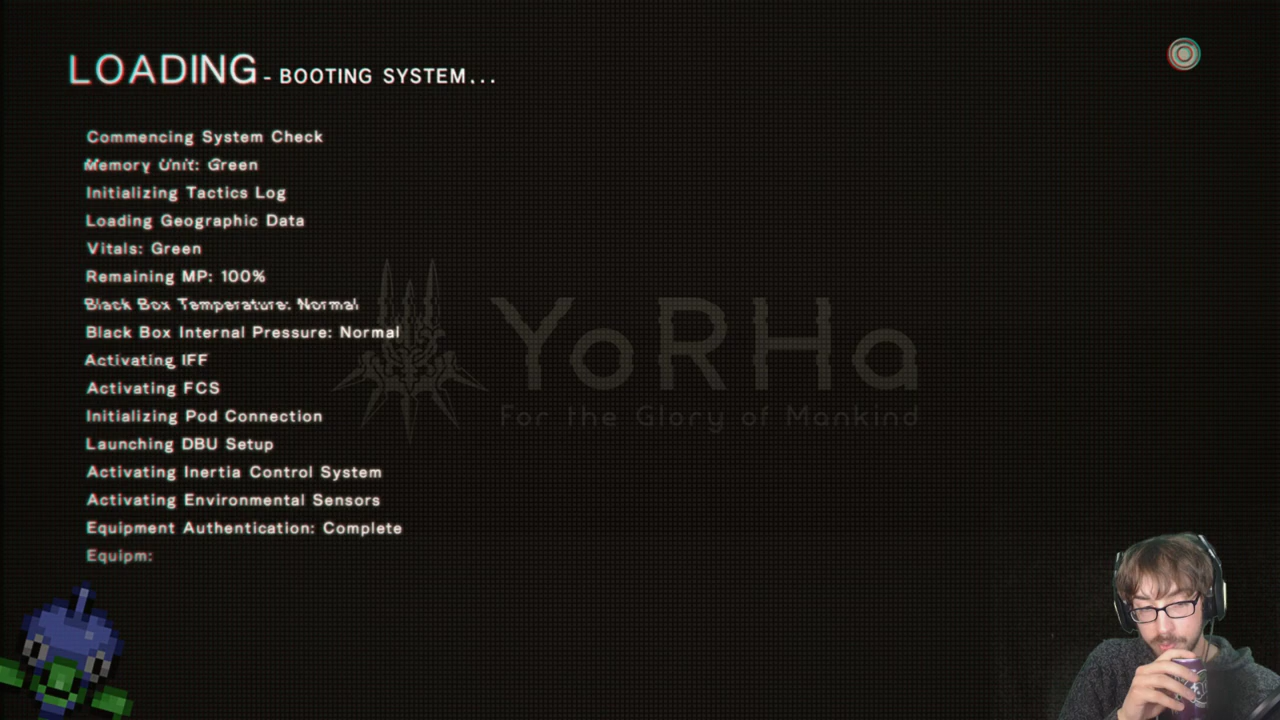 LOADING - BOOTING SYSTEM...
Commencing System Check
Memory Unit: Green
Initializing Tactics Log
Loading Geographic Data
Vitals: Green
Remaining MP: 100%
Black Box Temperature: Normal
Black Box Internal Pressure: Normal
Activating IFF
Activating FCS
Initializing Pod Connection
Launching DBU Setup
Activating Inertia Control System
Activating Environmental Sensors
Equipment Authentication: Complete
Equipm:
YoRHa
For the Glory of Mankind